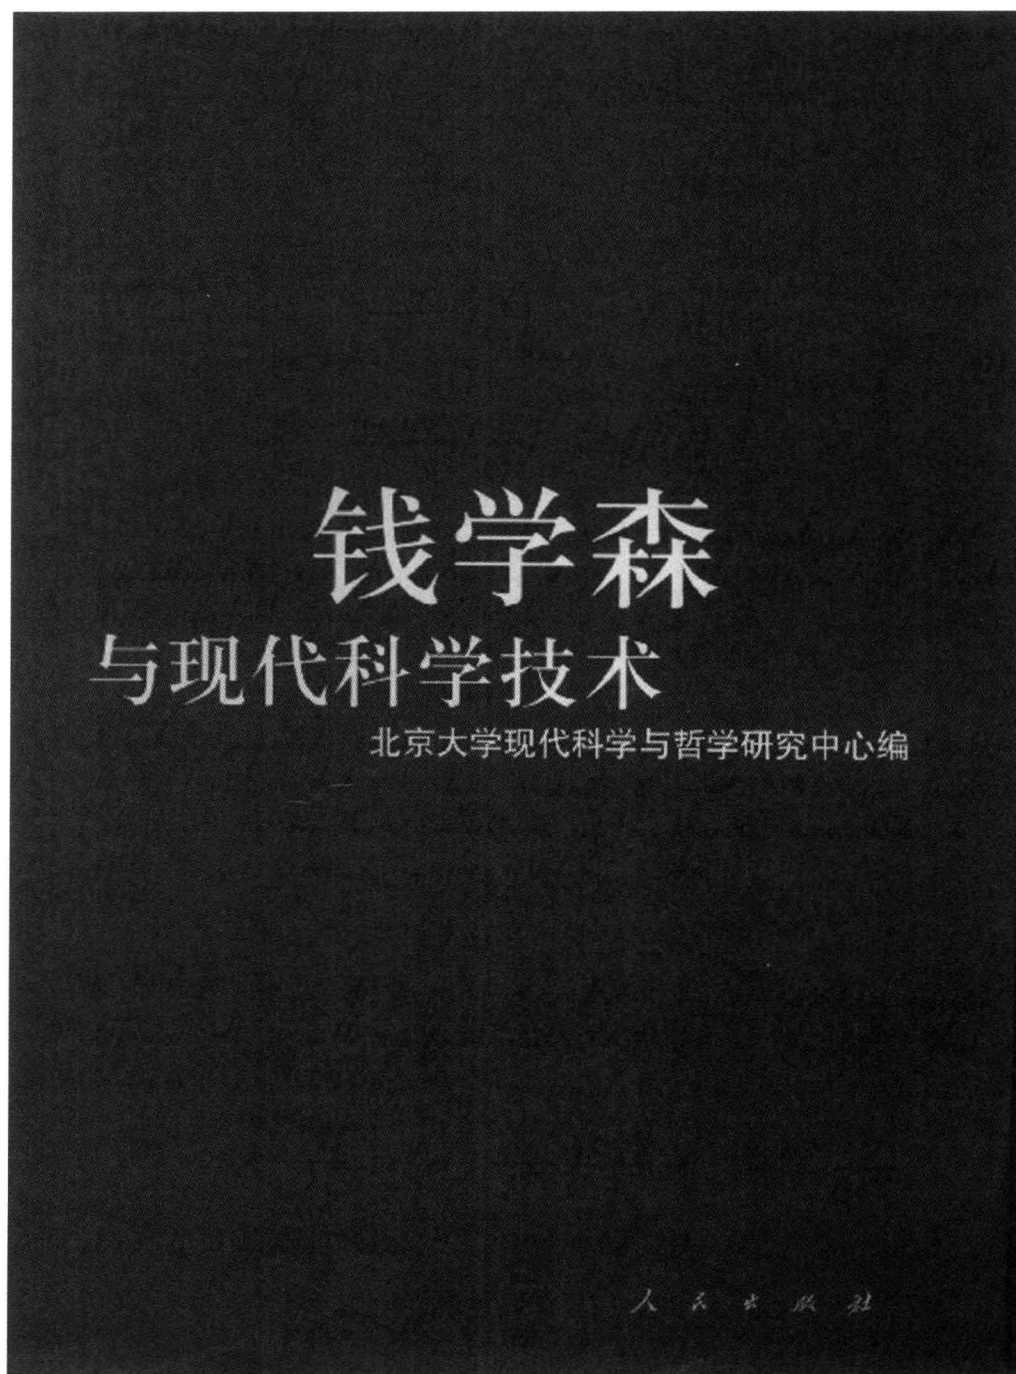 钱学森
与现代科学技术
北京大学现代科学与哲学研究中心编
人民出版社